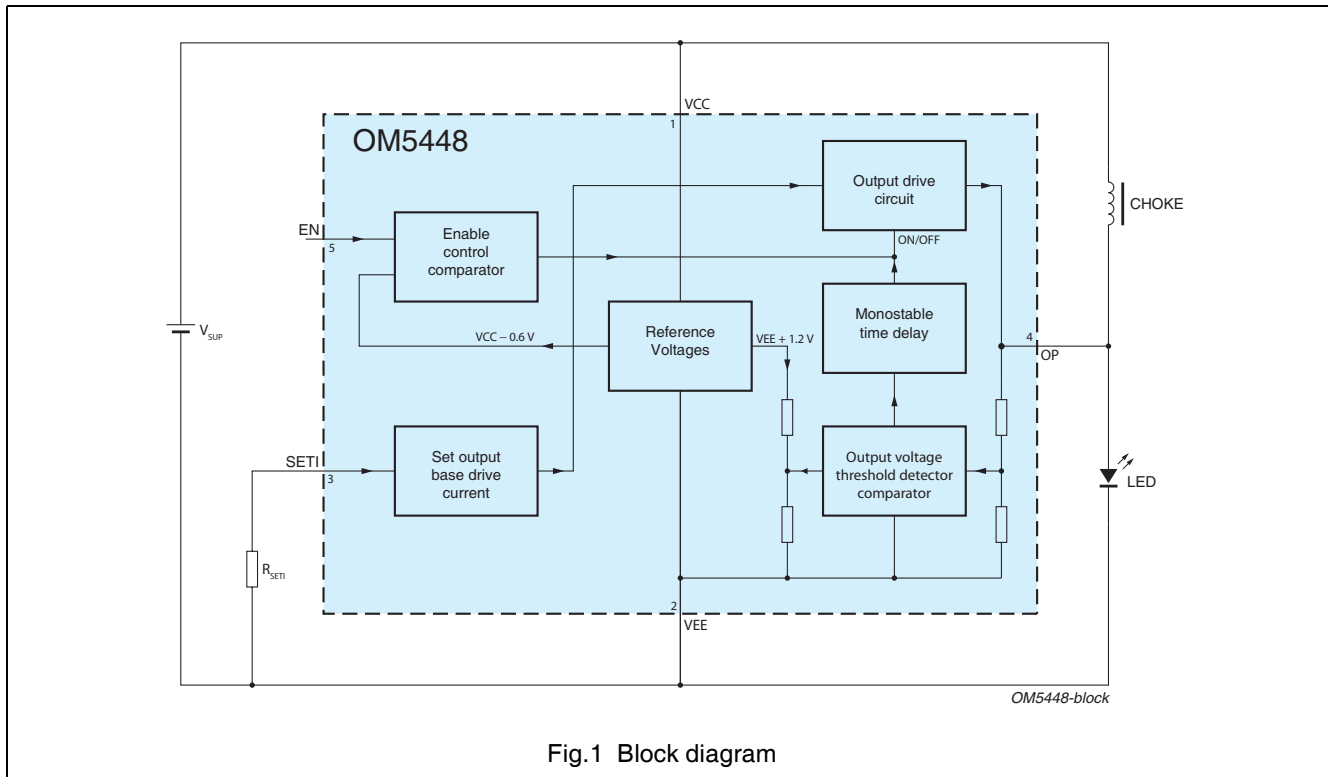 VCC
1
OM5448
Output drive
circuit
CHOKE
EN
5
Enable
control
comparator
ON/OFF
Monostable
time delay
V_SUP
Reference
Voltages
VCC – 0.6 V
VEE + 1.2 V
4
OP
SETI
3
Set output
base drive
current
Output voltage
threshold detector
comparator
LED
R_SETI
2
VEE
OM5448-block
Fig.1 Block diagram